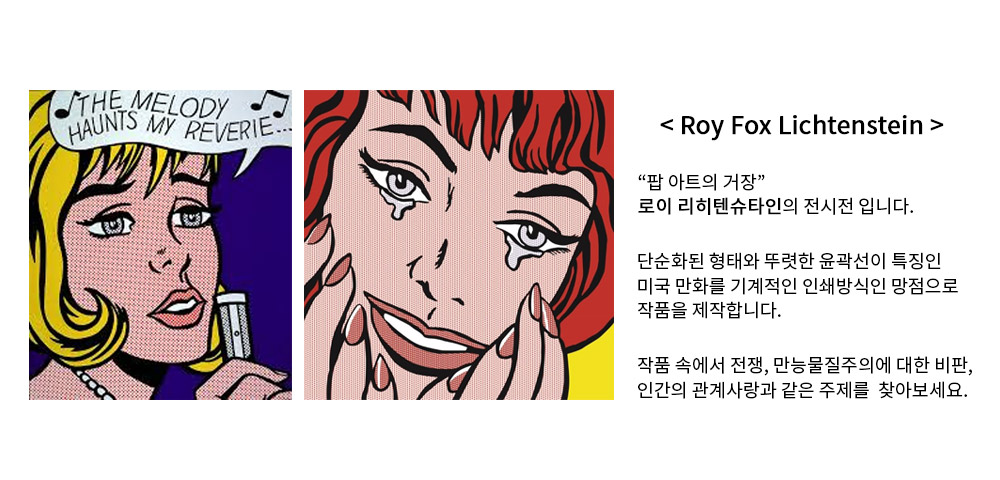 THE MELODY
HAUNTS MY REVERIE...
< Roy Fox Lichtenstein >
“팝 아트의 거장”
로이 리히텐슈타인의 전시전 입니다.
단순화된 형태와 뚜렷한 윤곽선이 특징인
미국 만화를 기계적인 인쇄방식인 망점으로
작품을 제작합니다.
작품 속에서 전쟁, 만능물질주의에 대한 비판,
인간의 관계사랑과 같은 주제를 찾아보세요.